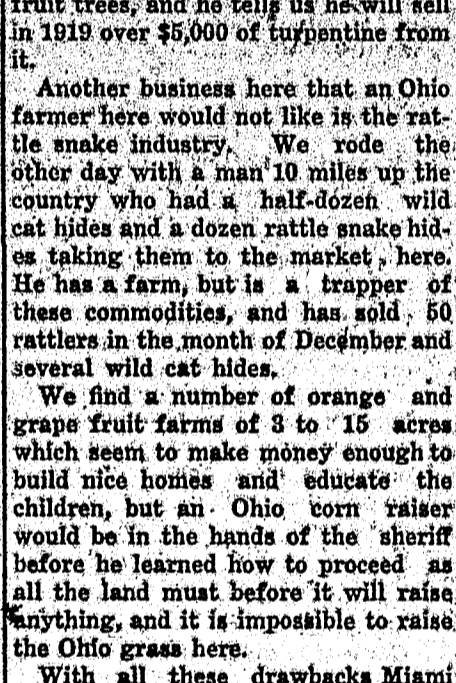 fruit trees, and he tells us he will sell
in 1919 over $5,000 of turpentine from
it.
Another business here that an Ohio
farmer here would not like is the rat-
tle snake industry. We rode the
other day with a man 10 miles up the
country who had a half-dozen wild
cat hides and a dozen rattle snake hid-
es taking them to the market, here.
He has a farm, but is a trapper of
these commodities, and has sold 50
rattlers in the month of December and
several wild cat hides.
We find a number of orange and
grape fruit farms of 3 to 15 acres
which seem to make money enough to
build nice homes and educate the
children, but an Ohio corn raiser
would be in the hands of the sheriff
before he learned how to proceed as
all the land must before it will raise
anything, and it is impossible to raise
the Ohio grass here.
With all these drawbacks Miami